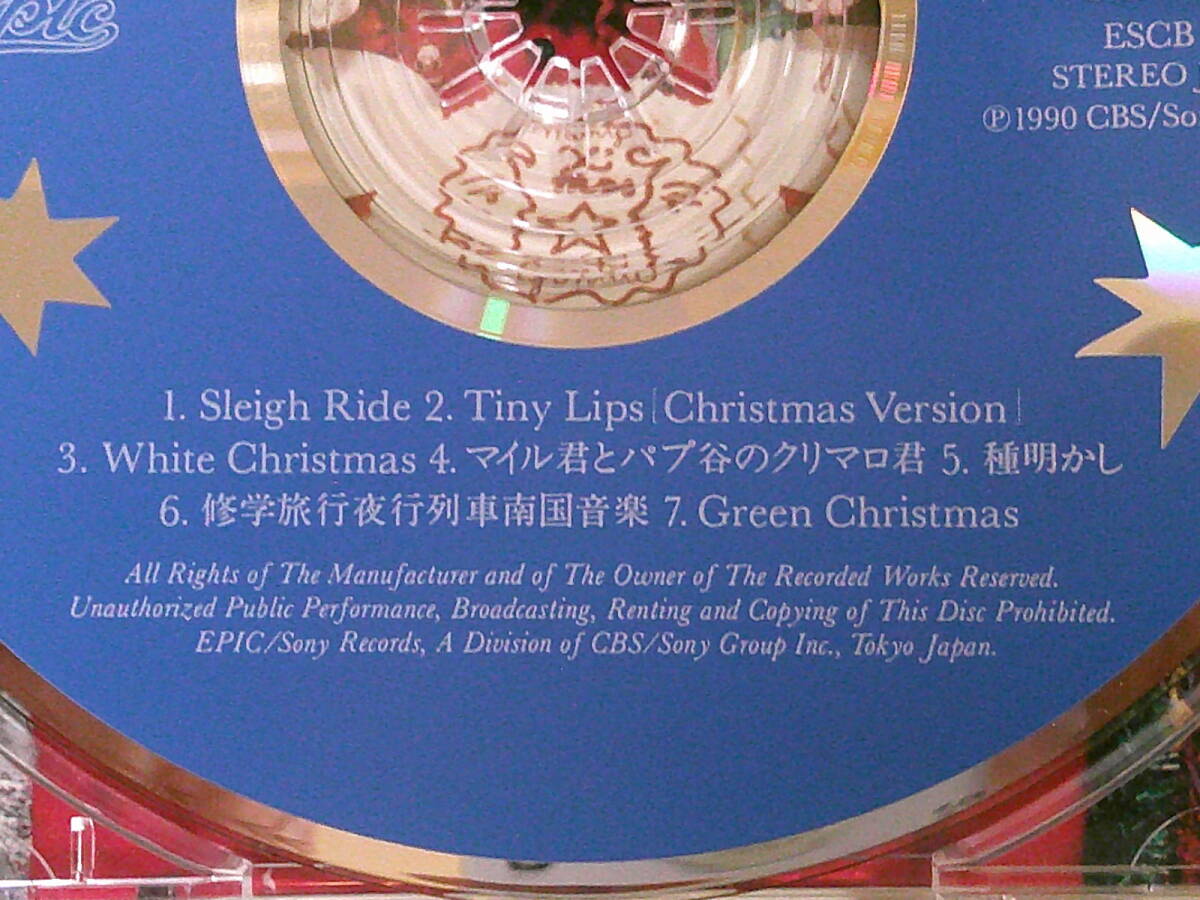 Epic
ESCB
STEREO
Ⓟ1990 CBS/So
1. Sleigh Ride 2. Tiny Lips [Christmas Version]
3. White Christmas 4. マイル君とパプ谷のクリマロ君 5. 種明かし
6. 修学旅行夜行列車南国音楽 7. Green Christmas
All Rights of The Manufacturer and of The Owner of The Recorded Works Reserved.
Unauthorized Public Performance, Broadcasting, Renting and Copying of This Disc Prohibited.
EPIC/Sony Records, A Division of CBS/Sony Group Inc., Tokyo Japan.